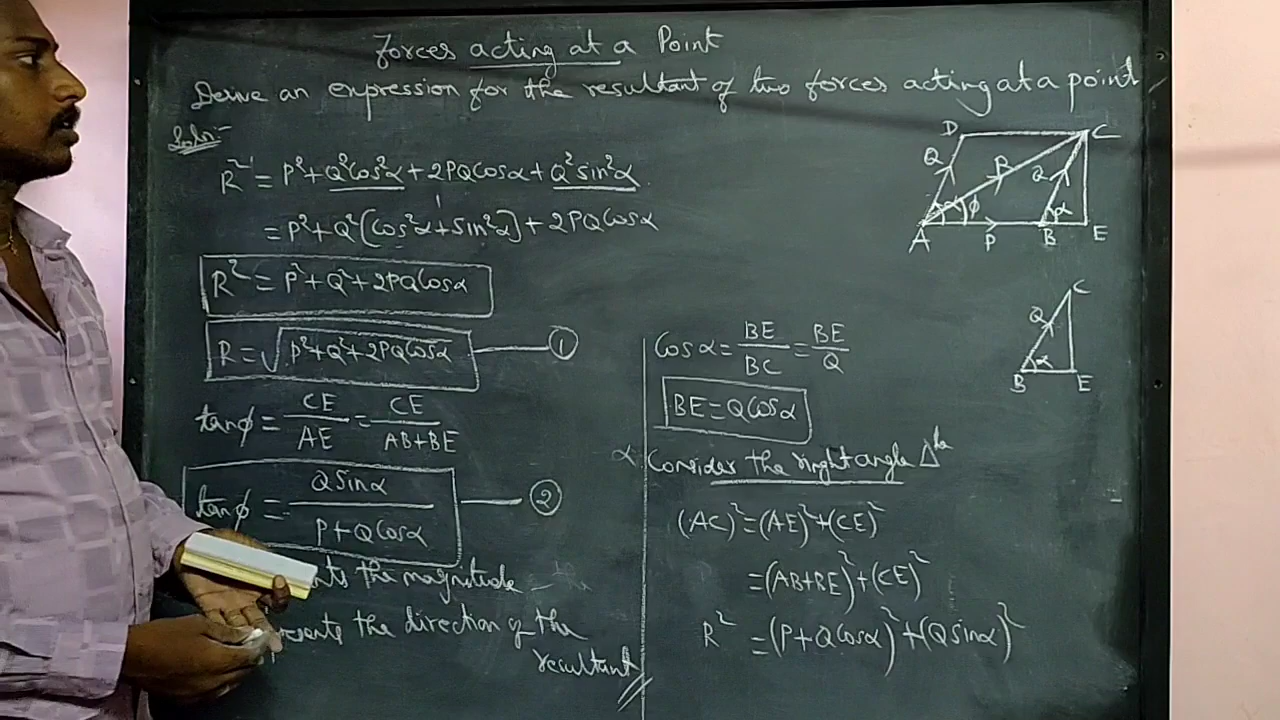 Forces acting at a Point
Derive an expression for the resultant of two forces acting at a point
Soln:-
R² = P² + Q²Cos²α + 2PQCosα + Q²sin²α
= P² + Q²(Cos²α + sin²α) + 2PQCosα
R² = P² + Q² + 2PQCosα
R = √P² + Q² + 2PQCosα — ①
tanϕ = CE/AE = CE/AB+BE
tanϕ = Qsinα/P+QCosα — ②
the magnitude
the direction of the
resultant
D C
Q R Q
α ϕ α
A P B E
C
Q
α
B E
Cosα = BE/BC = BE/Q
BE = QCosα
Consider the right angle Δle
(AC)² = (AE)² + (CE)²
= (AB+BE)² + (CE)²
R² = (P+QCosα)² + (Qsinα)²